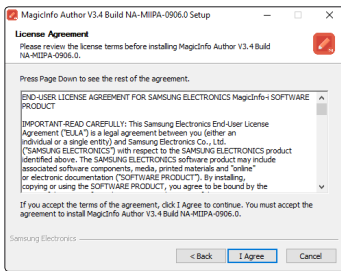 MagicInfo Author V3.4 Build NA-MIIPA-0906.0 Setup
License Agreement
Please review the license terms before installing MagicInfo Author V3.4 Build
NA-MIIPA-0906.0.
Press Page Down to see the rest of the agreement.
END-USER LICENSE AGREEMENT FOR SAMSUNG ELECTRONICS MagicInfo-i SOFTWARE
PRODUCT
IMPORTANT-READ CAREFULLY: This Samsung Electronics End-User License
Agreement ("EULA") is a legal agreement between you (either an
individual or a single entity) and Samsung Electronics Co., Ltd.
("SAMSUNG ELECTRONICS") with respect to the SAMSUNG ELECTRONICS product
identified above. The SAMSUNG ELECTRONICS software product may include
associated software components, media, printed materials and "online"
or electronic documentation ("SOFTWARE PRODUCT"). By installing,
copying or using the SOFTWARE PRODUCT, you agree to be bound by the
If you accept the terms of the agreement, click I Agree to continue. You must accept the
agreement to install MagicInfo Author V3.4 Build NA-MIIPA-0906.0.
Samsung Electronics
< Back
I Agree
Cancel